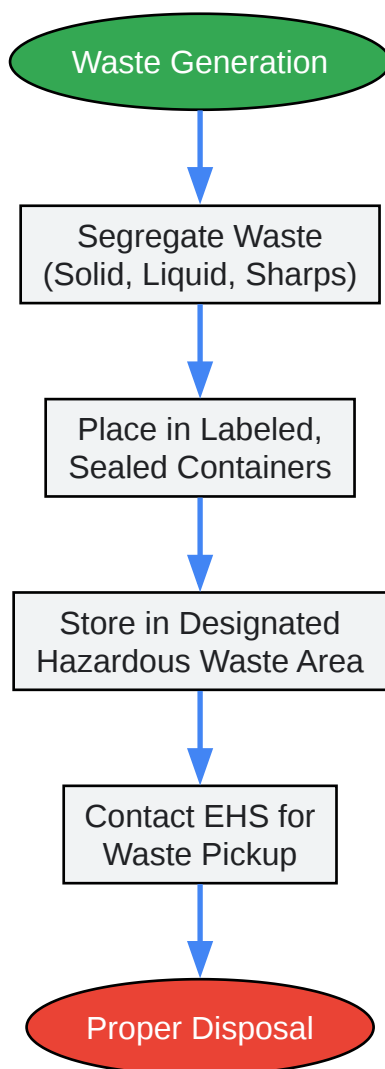 Waste Generation
Segregate Waste
(Solid, Liquid, Sharps)
Place in Labeled,
Sealed Containers
Store in Designated
Hazardous Waste Area
Contact EHS for
Waste Pickup
Proper Disposal